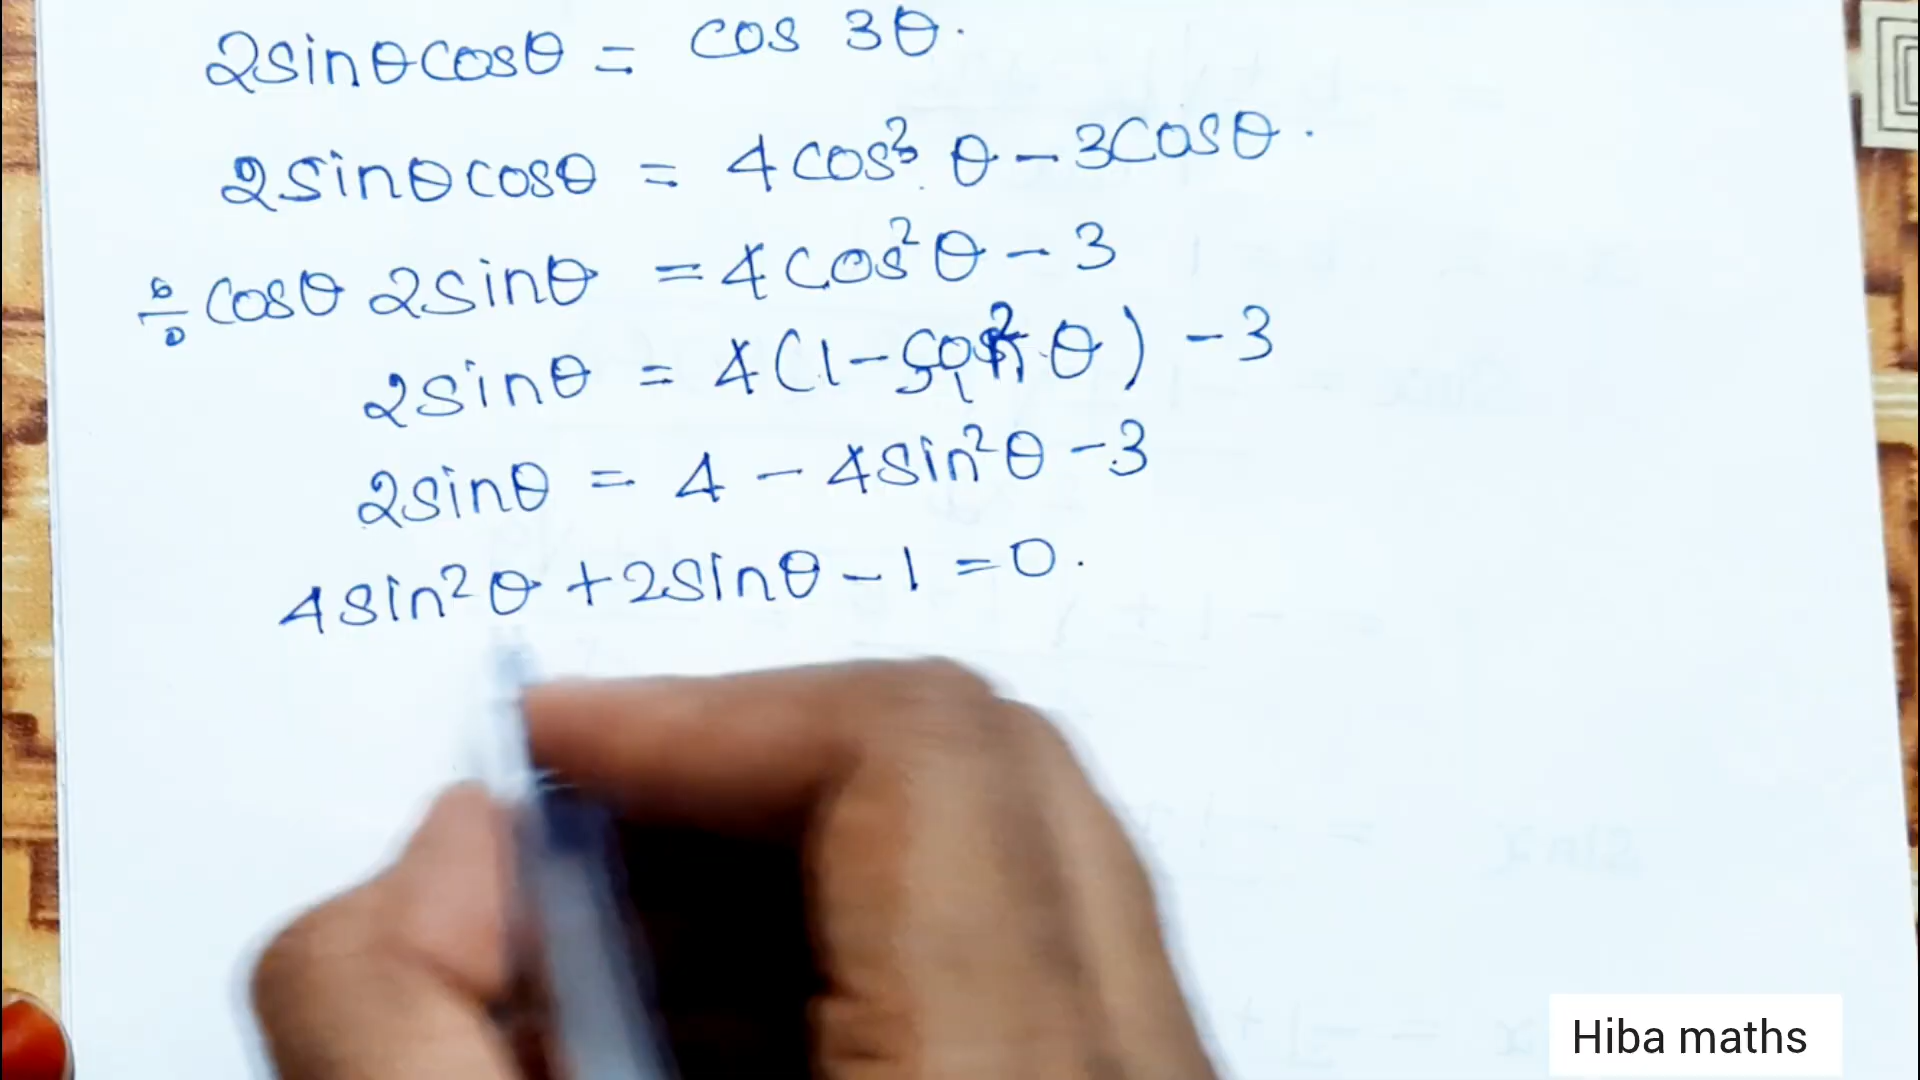 2sinθcosθ = cos 3θ.
2sinθcosθ = 4cos³ θ - 3cosθ.
÷ cosθ 2sinθ = 4cos²θ - 3
2sinθ = 4(1 - sin²θ) - 3
2sinθ = 4 - 4sin²θ - 3
4sin²θ + 2sinθ - 1 = 0.
Hiba maths